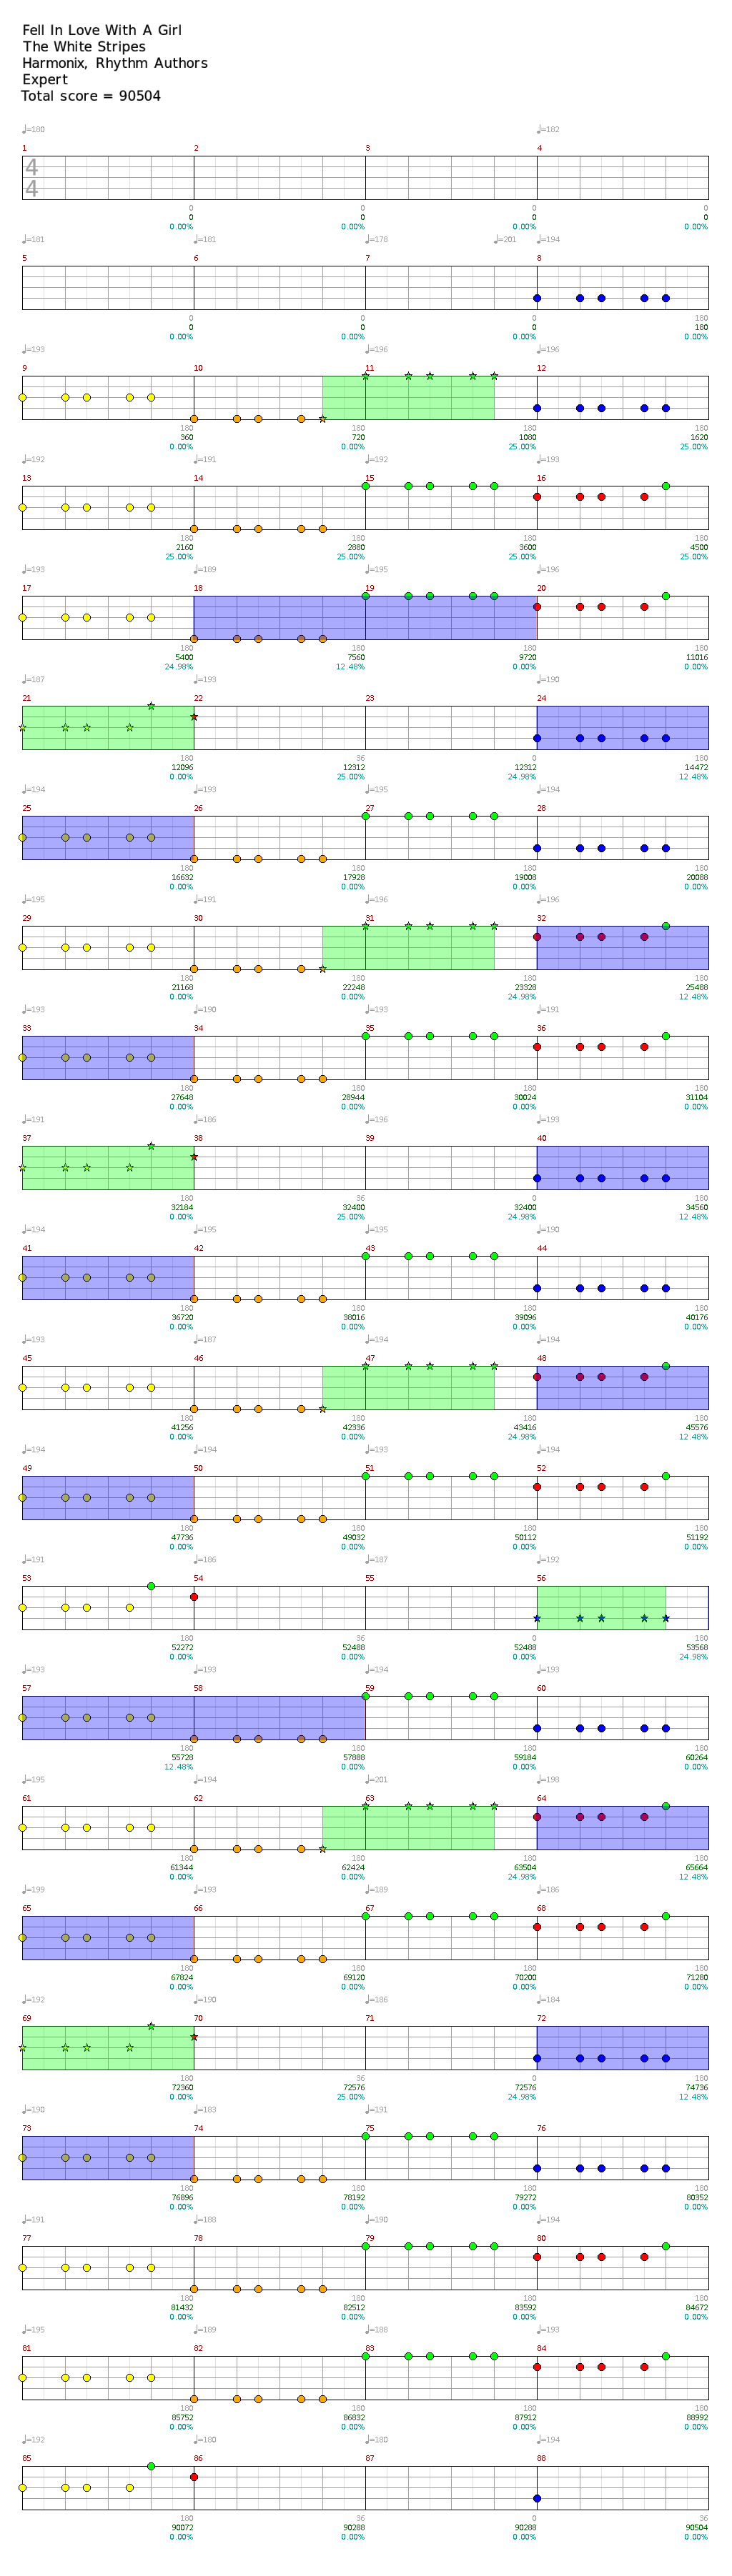 Fell In Love With A Girl
The White Stripes
Harmonix, Rhythm Authors
Expert
Total score = 90504
♩=180 ♩=182
1 2 3 4
4
4
0 0 0 0
0 0 0 0
0.00% 0.00% 0.00% 0.00%
♩=181 ♩=181 ♩=178 ♩=201 ♩=194
5 6 7 8
0 0 0 180
0 0 0 180
0.00% 0.00% 0.00% 0.00%
♩=193 ♩=196 ♩=196
9 10 11 12
180 180 180 180
360 720 1080 1620
0.00% 0.00% 25.00% 25.00%
♩=192 ♩=191 ♩=192 ♩=193
13 14 15 16
180 180 180 180
2160 2880 3600 4500
25.00% 25.00% 25.00% 25.00%
♩=193 ♩=189 ♩=195 ♩=196
17 18 19 20
180 180 180 180
5400 7560 9720 11016
24.98% 12.48% 0.00% 0.00%
♩=187 ♩=193 ♩=190
21 22 23 24
180 36 0 180
12096 12312 12312 14472
0.00% 25.00% 24.98% 12.48%
♩=194 ♩=193 ♩=195 ♩=194
25 26 27 28
180 180 180 180
16632 17928 19008 20088
0.00% 0.00% 0.00% 0.00%
♩=195 ♩=191 ♩=196 ♩=196
29 30 31 32
180 180 180 180
21168 22248 23328 25488
0.00% 0.00% 24.98% 12.48%
♩=193 ♩=190 ♩=193 ♩=191
33 34 35 36
180 180 180 180
27648 28944 30024 31104
0.00% 0.00% 0.00% 0.00%
♩=191 ♩=186 ♩=196 ♩=193
37 38 39 40
180 36 0 180
32184 32400 32400 34560
0.00% 25.00% 24.98% 12.48%
♩=194 ♩=195 ♩=195 ♩=190
41 42 43 44
180 180 180 180
36720 38016 39096 40176
0.00% 0.00% 0.00% 0.00%
♩=193 ♩=187 ♩=194 ♩=194
45 46 47 48
180 180 180 180
41256 42336 43416 45576
0.00% 0.00% 24.98% 12.48%
♩=194 ♩=194 ♩=193 ♩=194
49 50 51 52
180 180 180 180
47736 49032 50112 51192
0.00% 0.00% 0.00% 0.00%
♩=191 ♩=186 ♩=187 ♩=192
53 54 55 56
180 36 0 180
52272 52488 52488 53568
0.00% 0.00% 0.00% 24.98%
♩=193 ♩=193 ♩=194 ♩=193
57 58 59 60
180 180 180 180
55728 57888 59184 60264
12.48% 0.00% 0.00% 0.00%
♩=195 ♩=194 ♩=201 ♩=198
61 62 63 64
180 180 180 180
61344 62424 63504 65664
0.00% 0.00% 24.98% 12.48%
♩=199 ♩=193 ♩=189 ♩=186
65 66 67 68
180 180 180 180
67824 69120 70200 71280
0.00% 0.00% 0.00% 0.00%
♩=192 ♩=190 ♩=186 ♩=184
69 70 71 72
180 36 0 180
72360 72576 72576 74736
0.00% 25.00% 24.98% 12.48%
♩=190 ♩=183 ♩=191
73 74 75 76
180 180 180 180
76896 78192 79272 80352
0.00% 0.00% 0.00% 0.00%
♩=191 ♩=188 ♩=190 ♩=194
77 78 79 80
180 180 180 180
81432 82512 83592 84672
0.00% 0.00% 0.00% 0.00%
♩=195 ♩=189 ♩=188 ♩=193
81 82 83 84
180 180 180 180
85752 86832 87912 88992
0.00% 0.00% 0.00% 0.00%
♩=192 ♩=180 ♩=180 ♩=194
85 86 87 88
180 36 0 36
90072 90288 90288 90504
0.00% 0.00% 0.00% 0.00%